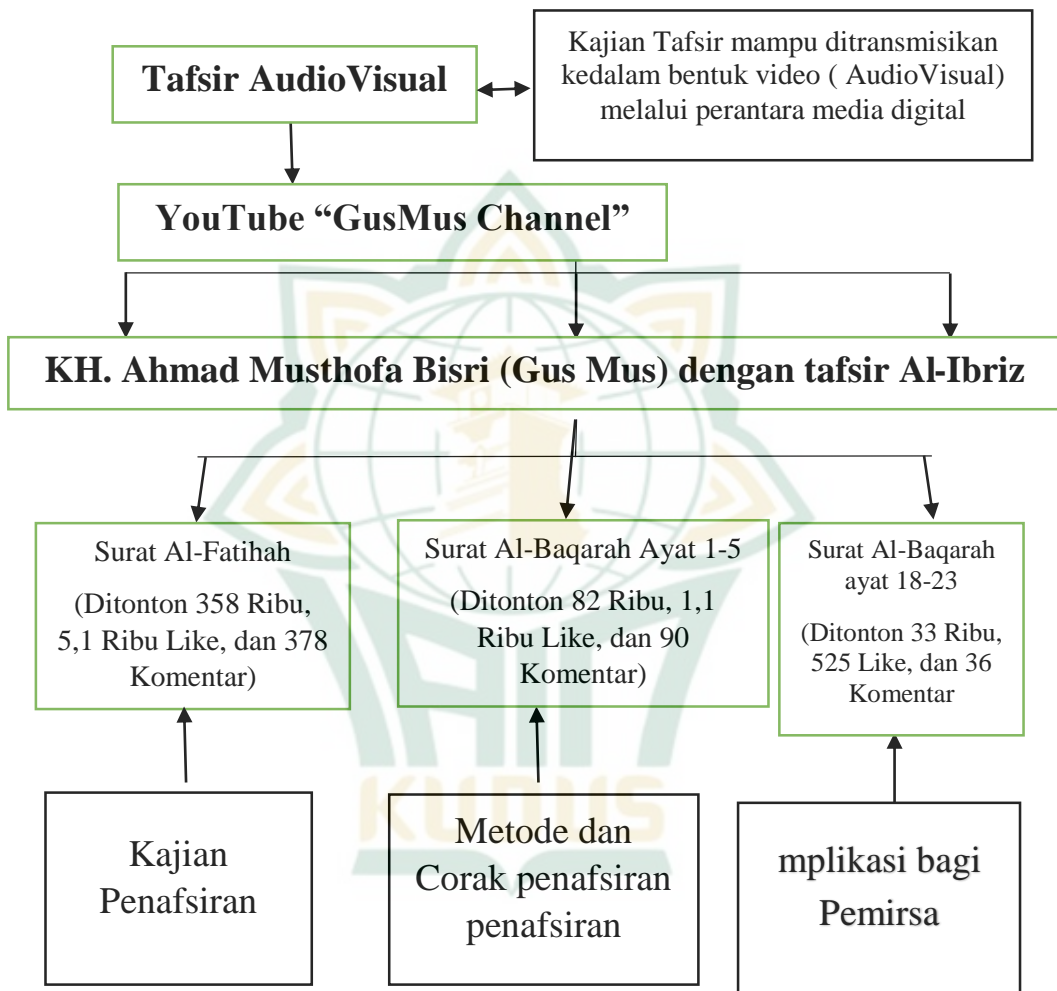 Tafsir AudioVisual
Kajian Tafsir mampu ditransmisikan
kedalam bentuk video ( AudioVisual)
melalui perantara media digital
YouTube “GusMus Channel”
KH. Ahmad Musthofa Bisri (Gus Mus) dengan tafsir Al-Ibriz
Surat Al-Fatihah
(Ditonton 358 Ribu,
5,1 Ribu Like, dan 378
Komentar)
Surat Al-Baqarah Ayat 1-5
(Ditonton 82 Ribu, 1,1
Ribu Like, dan 90
Komentar)
Surat Al-Baqarah
ayat 18-23
(Ditonton 33 Ribu,
525 Like, dan 36
Komentar
Kajian
Penafsiran
Metode dan
Corak penafsiran
penafsiran
mplikasi bagi
Pemirsa
IAIN
KUDUS